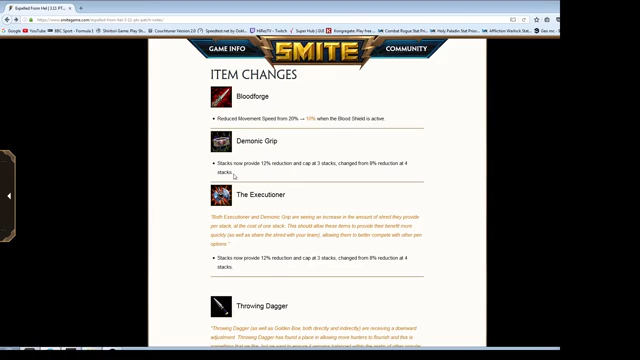 Expelled From Hel | 3.11 PT...
GAME INFO
SMITE
COMMUNITY
ITEM CHANGES
Bloodforge
Reduced Movement Speed from 20% → 10% when the Blood Shield is active.
Demonic Grip
Stacks now provide 12% reduction and cap at 3 stacks, changed from 8% reduction at 4
stacks.
The Executioner
"Both Executioner and Demonic Grip are seeing an increase in the amount of shred they provide
per stack, at the cost of one stack. This should allow these items to provide their benefit more
quickly (as well as share the shred with your team), allowing them to better compete with other pen
options."
Stacks now provide 12% reduction and cap at 3 stacks, changed from 8% reduction at 4
stacks.
Throwing Dagger
"Throwing Dagger (as well as Golden Bow, both directly and indirectly) are receiving a downward
adjustment. Throwing Dagger has found a place in allowing more hunters to flourish and this is